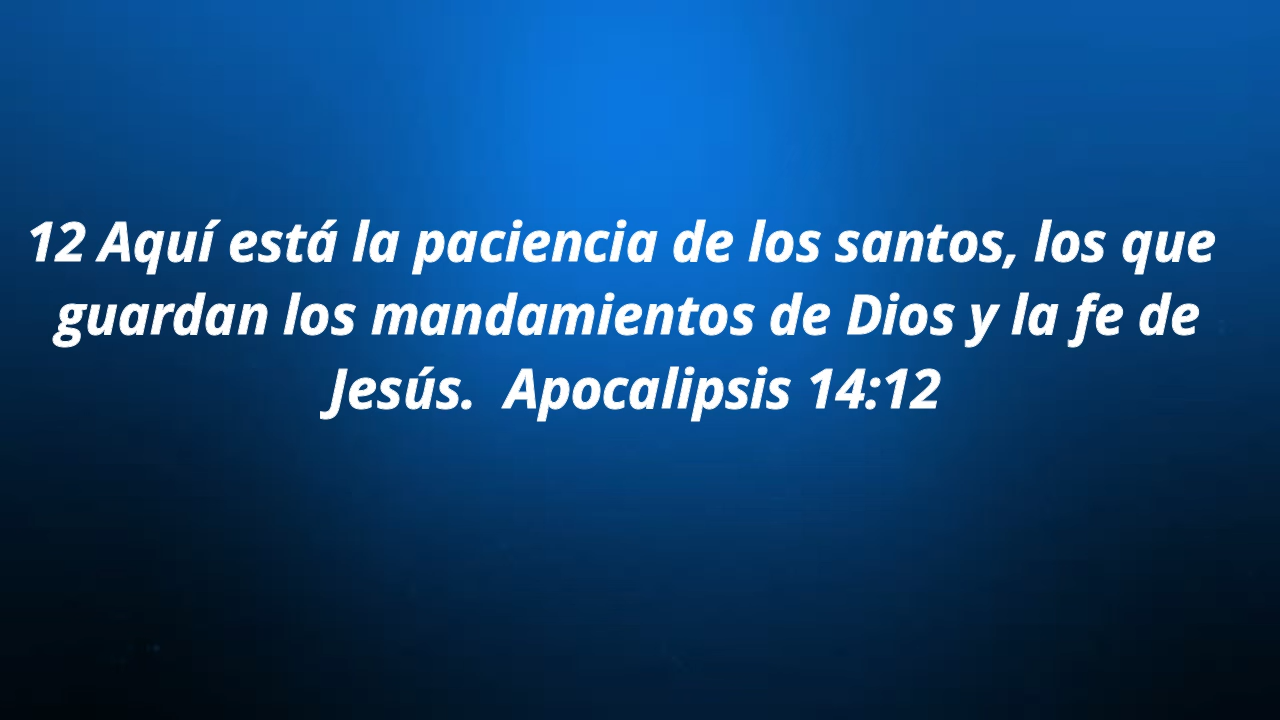 12 Aquí está la paciencia de los santos, los que
guardan los mandamientos de Dios y la fe de
Jesús.  Apocalipsis 14:12